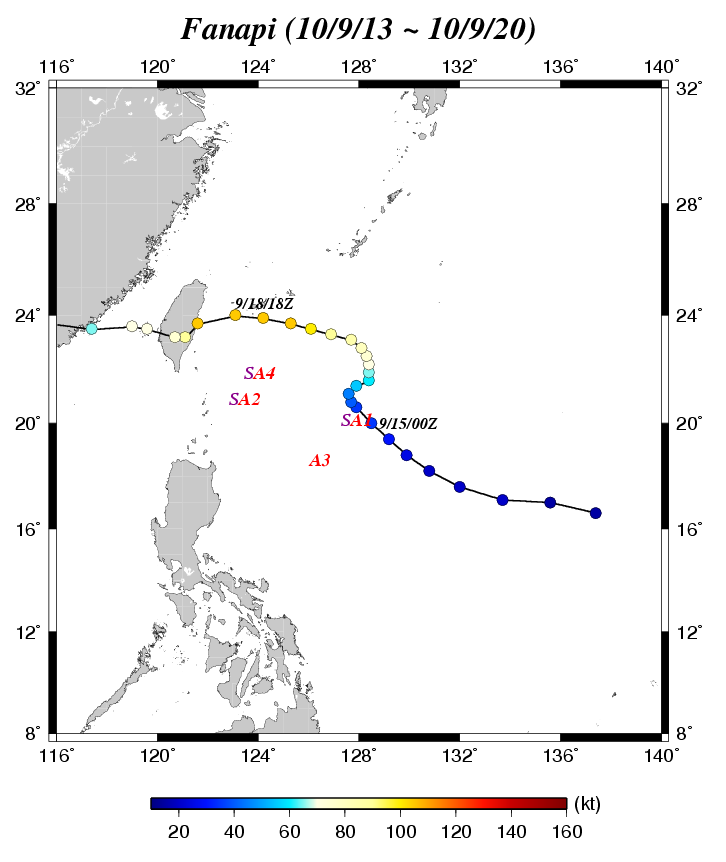 Fanapi (10/9/13 ~ 10/9/20)
116° 120° 124° 128° 132° 136° 140°
32° 32°
28° 28°
9/18/18Z
24° 24°
SA4
SA2
20° SA1 9/15/00Z 20°
A3
16° 16°
12° 12°
8° 8°
116° 120° 124° 128° 132° 136° 140°
(kt)
20 40 60 80 100 120 140 160